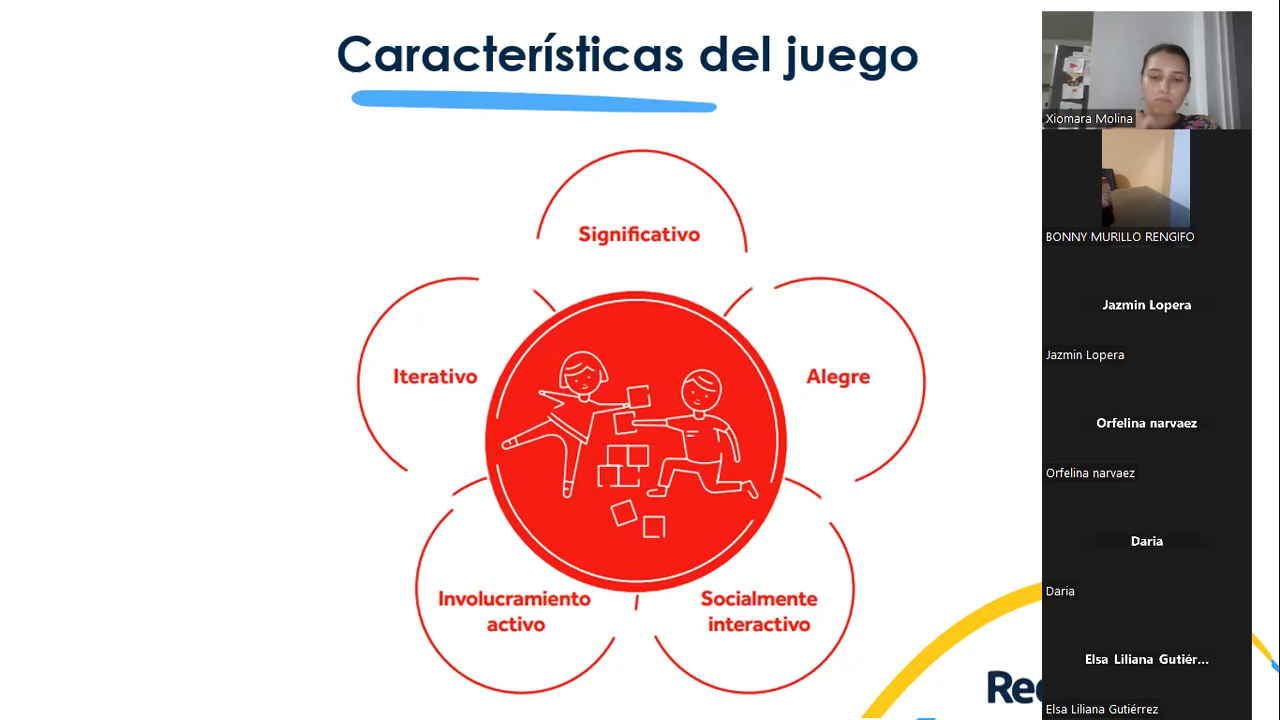 Características del juego
Significativo
Iterativo
Alegre
Involucramiento
activo
Socialmente
interactivo
Xiomara Molina
BONNY MURILLO RENGIFO
Jazmin Lopera
Jazmin Lopera
Orfelina narvaez
Orfelina narvaez
Daria
Daria
Elsa Liliana Gutiér...
Elsa Liliana Gutiérrez